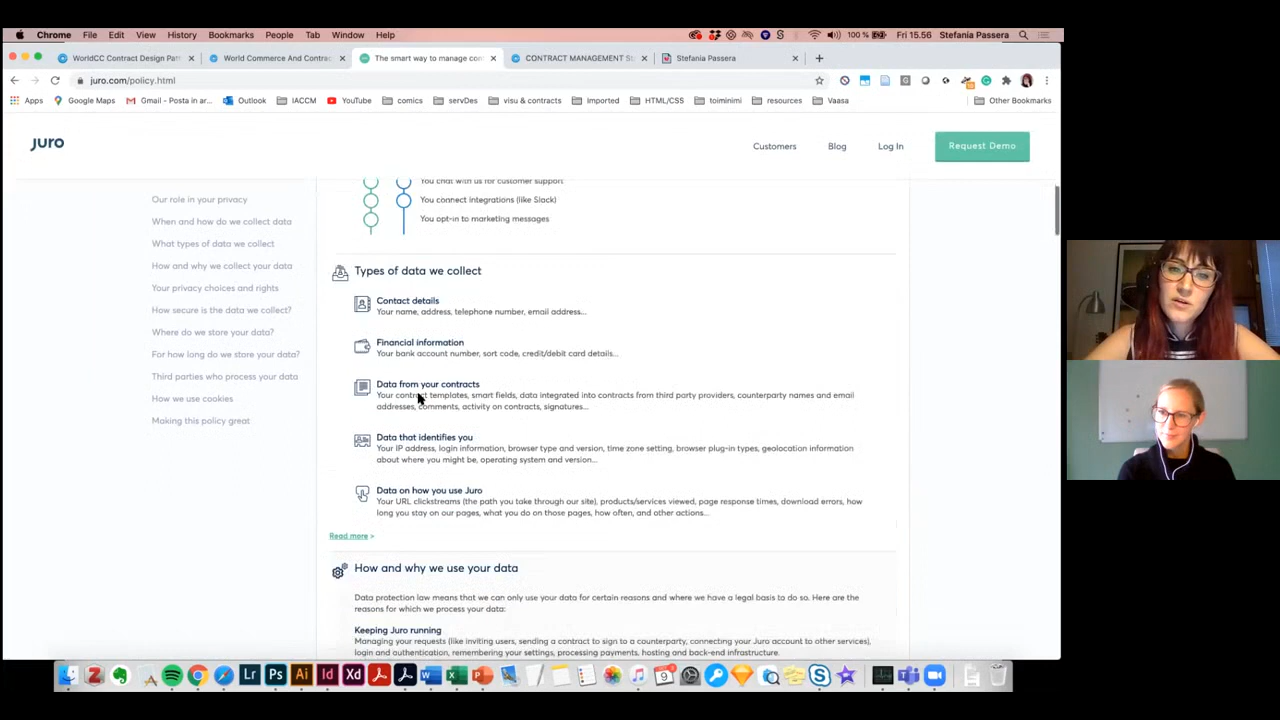 Chrome File Edit View History Bookmarks People Tab Window Help 100 % Fri 15.56 Stefania Passera
WorldCC Contract Design Patt World Commerce And Contrac The smart way to manage con CONTRACT MANAGEMENT St Stefania Passera
juro.com/policy.html
Apps Google Maps Gmail - Posta in ar... Outlook IACCM YouTube comics servDes visu & contracts Imported HTML/CSS toiminimi resources Vaasa Other Bookmarks
JURO
Customers Blog Log In Request Demo
Our role in your privacy
When and how do we collect data
What types of data we collect
How and why we collect your data
Your privacy choices and rights
How secure is the data we collect?
Where do we store your data?
For how long do we store your data?
Third parties who process your data
How we use cookies
Making this policy great
You chat with us for customer support
You connect integrations (like Slack)
You opt-in to marketing messages
Types of data we collect
Contact details
Your name, address, telephone number, email address...
Financial information
Your bank account number, sort code, credit/debit card details...
Data from your contracts
Your contract templates, smart fields, data integrated into contracts from third party providers, counterparty names and email
addresses, comments, activity on contracts, signatures...
Data that identifies you
Your IP address, login information, browser type and version, time zone setting, browser plug-in types, geolocation information
about where you might be, operating system and version...
Data on how you use Juro
Your URL clickstreams (the path you take through our site), products/services viewed, page response times, download errors, how
long you stay on our pages, what you do on those pages, how often, and other actions...
Read more >
How and why we use your data
Data protection law means that we can only use your data for certain reasons and where we have a legal basis to do so. Here are the
reasons for which we process your data:
Keeping Juro running
Managing your requests (like inviting users, sending a contract to sign to a counterparty, connecting your Juro account to other services),
login and authentication, remembering your settings, processing payments, hosting and back-end infrastructure.
Lr Ps Ai Id Xd